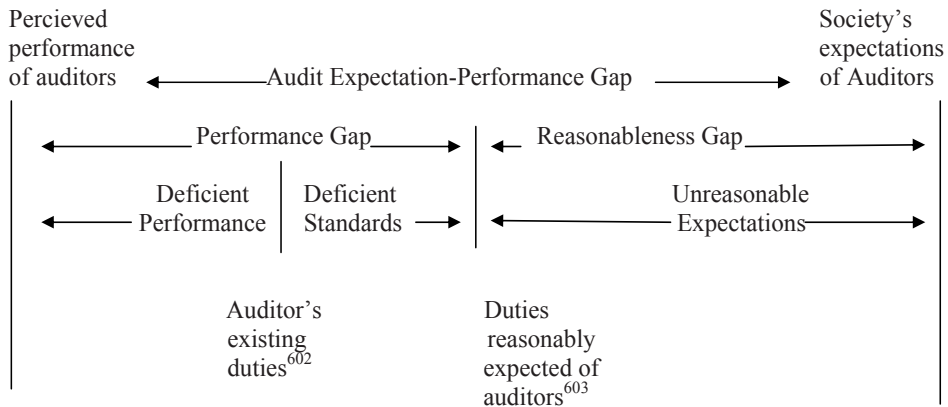 Percieved
performance
of auditors
Audit Expectation-Performance Gap
Society's
expectations
of Auditors
Performance Gap
Reasonableness Gap
Deficient
Performance
Deficient
Standards
Unreasonable
Expectations
Auditor's
existing
duties602
Duties
reasonably
expected of
auditors603